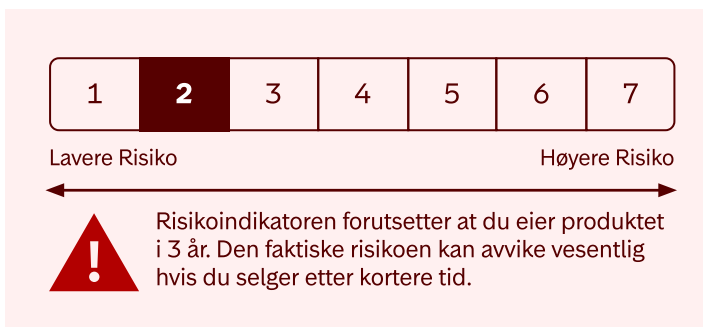 1 2 3 4 5 6 7
Lavere Risiko Høyere Risiko
!
Risikoindikatoren forutsetter at du eier produktet
i 3 år. Den faktiske risikoen kan avvike vesentlig
hvis du selger etter kortere tid.